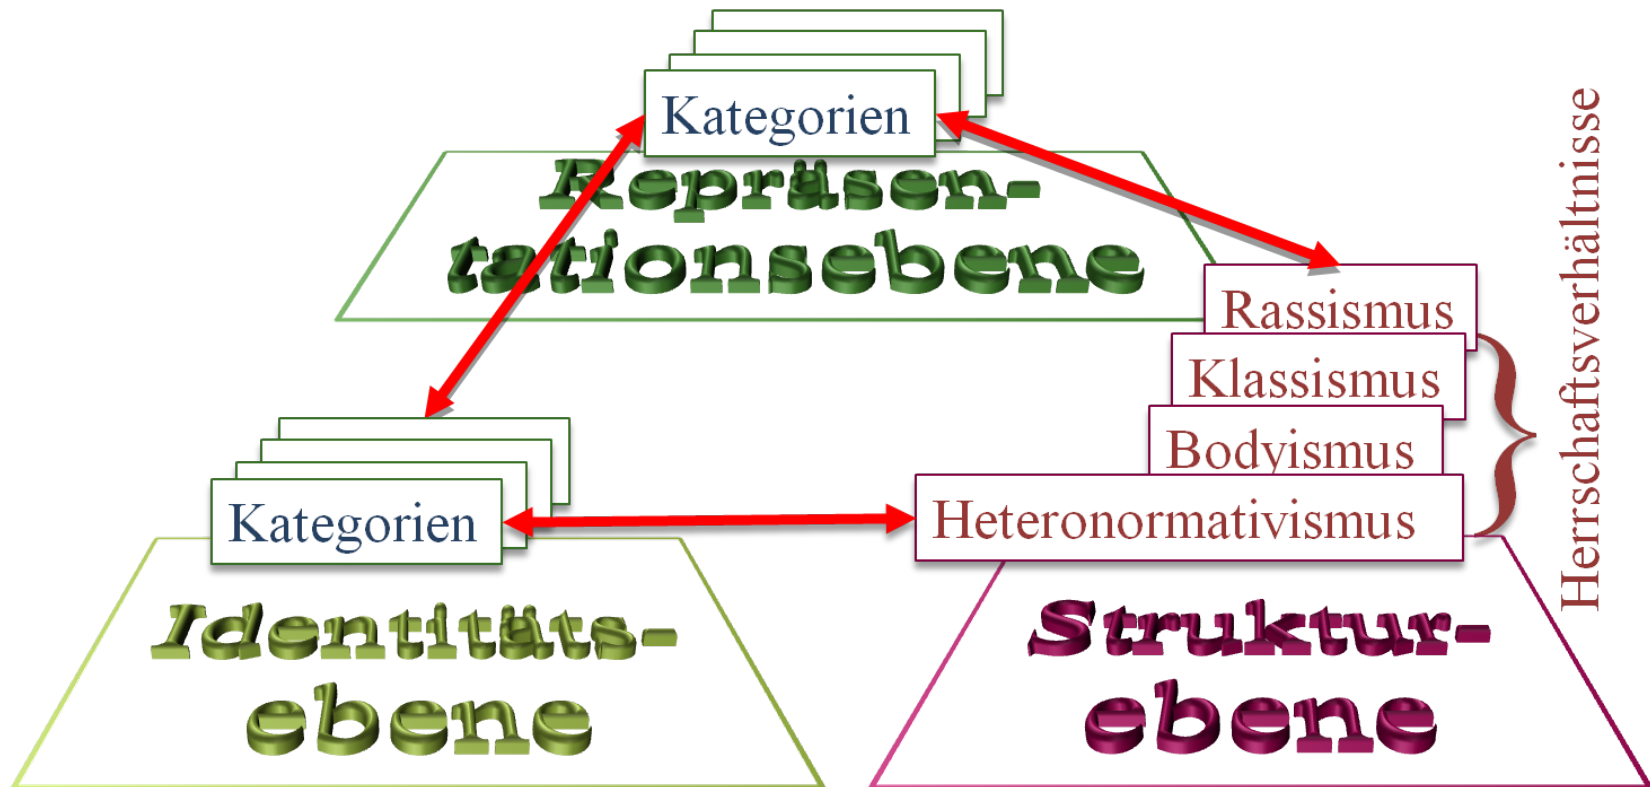 Kategorien
Repräsen-
tationsebene
Rassismus
Klassismus
Bodyismus
Heteronormativismus
Herrschaftsverhältnisse
Kategorien
Identitäts-
ebene
Struktur-
ebene